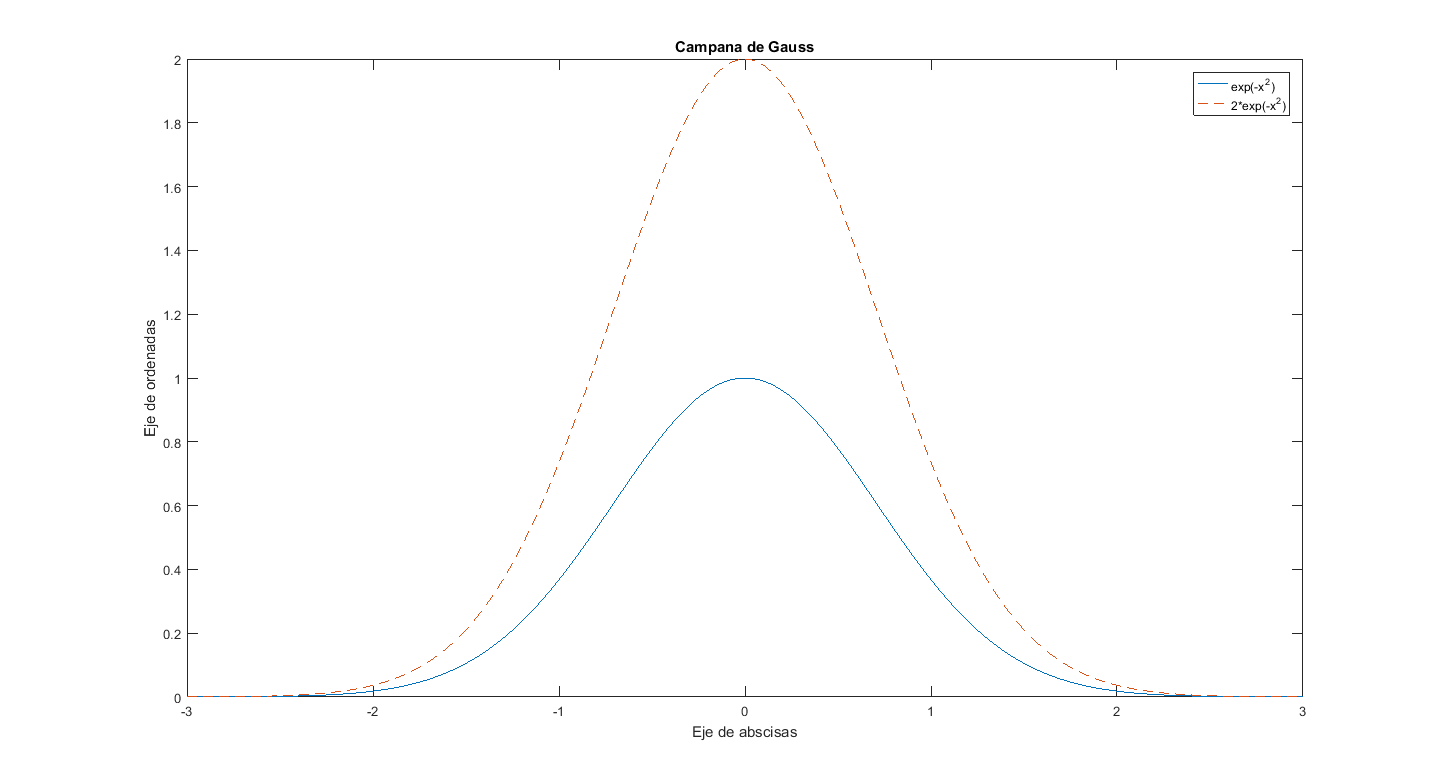 Campana de Gauss
exp(-x²)
2*exp(-x²)
2
1.8
1.6
1.4
1.2
1
0.8
0.6
0.4
0.2
0
Eje de ordenadas
-3 -2 -1 0 1 2 3
Eje de abscisas